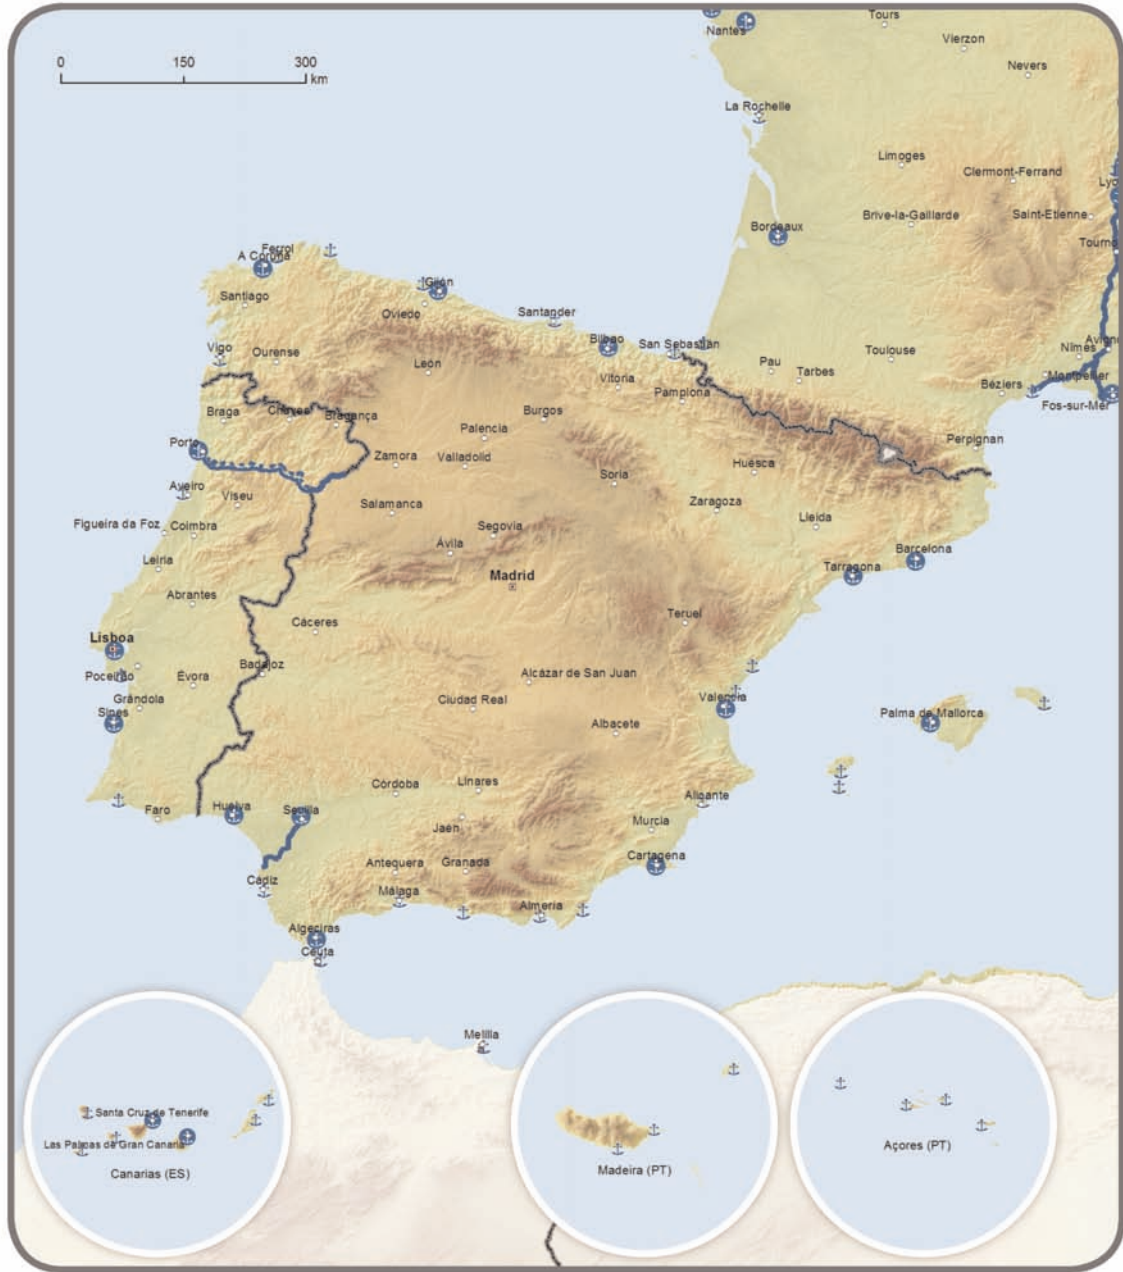 0 150 300
km
Tours
Nantes
Vierzon
Nevers
La Rochelle
Limoges
Clermont-Ferrand
Lyo
Brive-la-Gaillarde
Saint-Etienne
Bordeaux
Tourno
Ferrol
A Coruña
Gijón
Santiago
Oviedo
Santander
Bilbao
San Sebastian
Vigo
Ourense
León
Vitoria
Pau
Tarbes
Toulouse
Nîmes
Avigno
Montpellier
Béziers
Fos-sur-Mer
Pamplona
Braga
Chaves
Bragança
Burgos
Palencia
Perpignan
Porto
Zamora
Valladolid
Soria
Huesca
Aveiro
Viseu
Salamanca
Zaragoza
Lleida
Figueira da Foz
Coimbra
Segovia
Ávila
Barcelona
Leiria
Madrid
Tarragona
Abrantes
Cáceres
Teruel
Lisboa
Badajoz
Poceirão
Évora
Alcázar de San Juan
Grândola
Ciudad Real
Valencia
Sines
Albacete
Palma de Mallorca
Córdoba
Linares
Alicante
Faro
Huelva
Sevilla
Jaén
Murcia
Antequera
Granada
Cartagena
Cádiz
Málaga
Almería
Algeciras
Ceuta
Melilla
Santa Cruz de Tenerife
Las Palmas de Gran Canaria
Canarias (ES)
Madeira (PT)
Açores (PT)